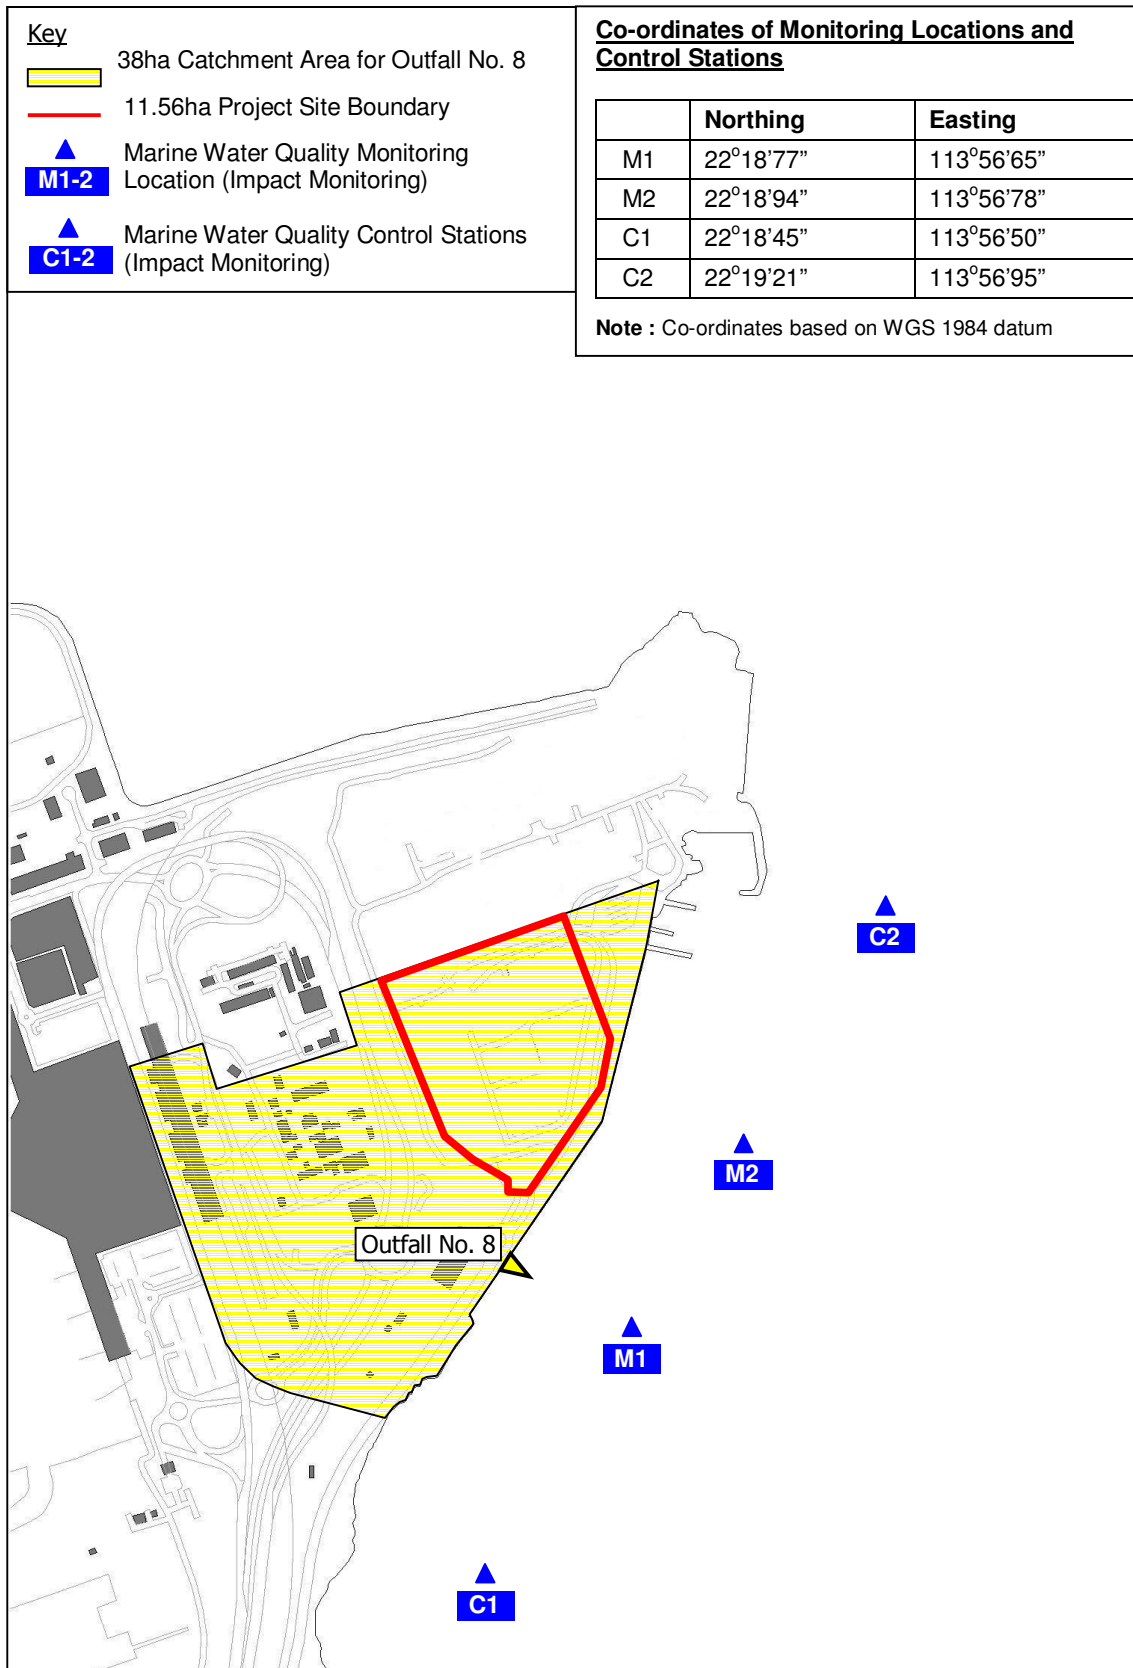 Key
38ha Catchment Area for Outfall No. 8
11.56ha Project Site Boundary
M1-2
Marine Water Quality Monitoring
Location (Impact Monitoring)
C1-2
Marine Water Quality Control Stations
(Impact Monitoring)
Co-ordinates of Monitoring Locations and
Control Stations
Northing Easting
M1 22°18’77” 113°56’65”
M2 22°18’94” 113°56’78”
C1 22°18’45” 113°56’50”
C2 22°19’21” 113°56’95”
Note : Co-ordinates based on WGS 1984 datum
C2
M2
Outfall No. 8
M1
C1